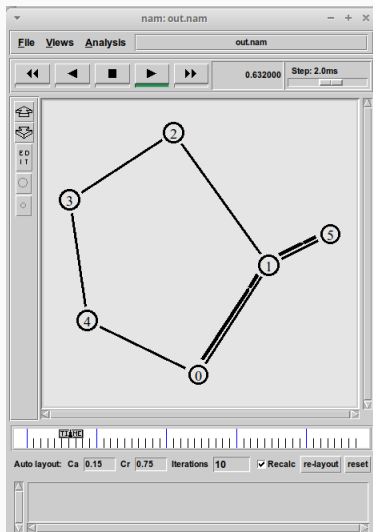 nam: out.nam
File Views Analysis out.nam
0.632000 Step: 2.0ms
ED
IT
2
3
5
1
4
0
TIME
Auto layout: Ca 0.15 Cr 0.75 Iterations 10 Recalc re-layout reset